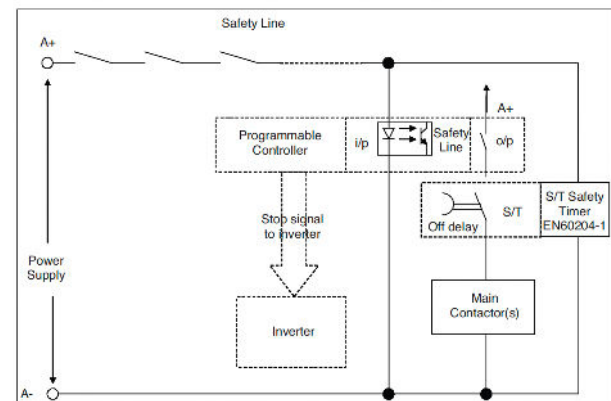 Safety Line
A+
A+
Programmable
Controller
i/p
Safety
Line
o/p
Stop signal
to inverter
Off delay
S/T
S/T Safety
Timer
EN60204-1
Power
Supply
Main
Contactor(s)
Inverter
A-